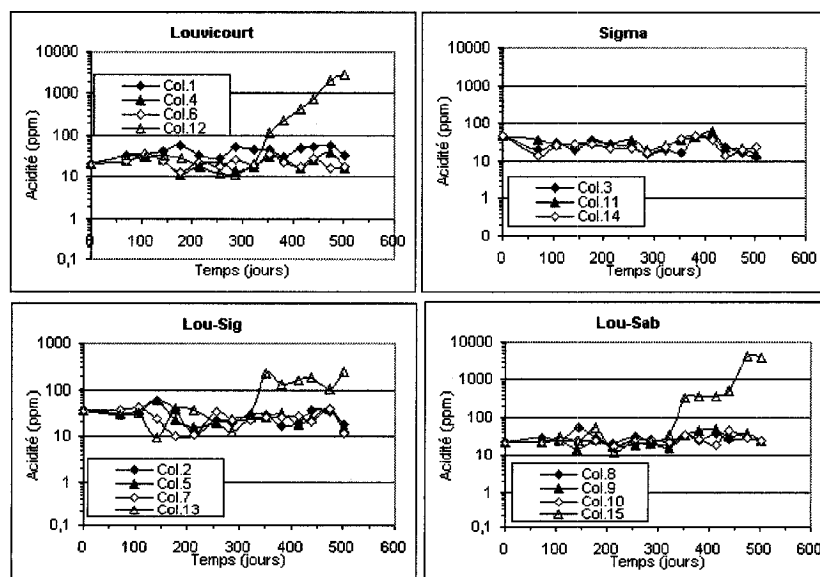 Louvicourt
Acidité (ppm)
10000
1000
100
10
1
0,1
Col.1
Col.4
Col.6
Col.12
0 100 200 300 400 500 600
Temps (jours)
Sigma
Acidité (ppm)
10000
1000
100
10
1
0
Col.3
Col.11
Col.14
0 100 200 300 400 500 600
Temps (jours)
Lou-Sig
Acidité (ppm)
1000
100
10
1
0,1
Col.2
Col.5
Col.7
Col.13
0 100 200 300 400 500 600
Temps (jours)
Lou-Sab
Acidité (ppm)
10000
1000
100
10
1
0,1
Col.8
Col.9
Col.10
Col.15
0 100 200 300 400 500 600
Temps (jours)